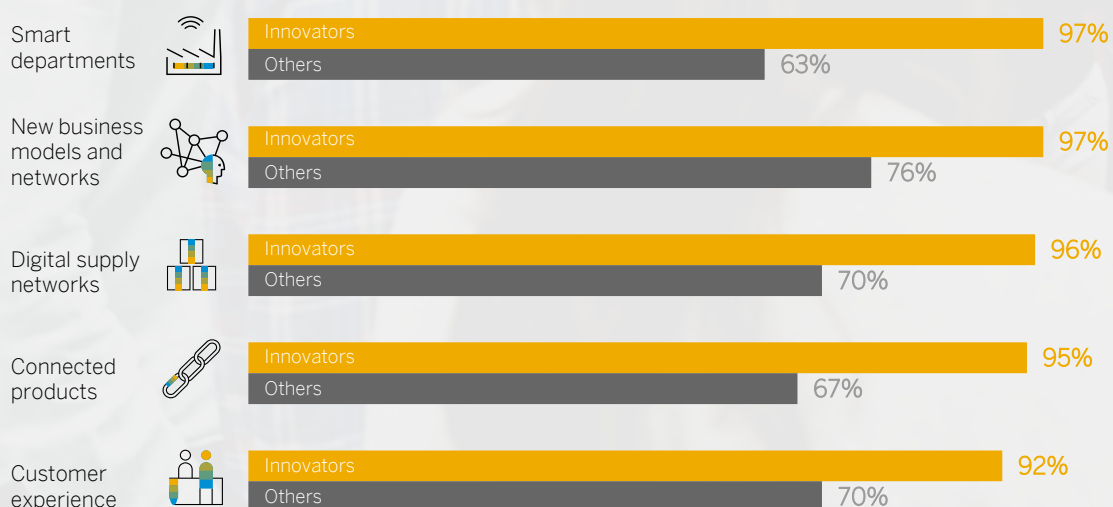 Smart
departments
Innovators
97%
Others
63%
New business
models and
networks
Innovators
97%
Others
76%
Digital supply
networks
Innovators
96%
Others
70%
Connected
products
Innovators
95%
Others
67%
Customer
experience
Innovators
92%
Others
70%